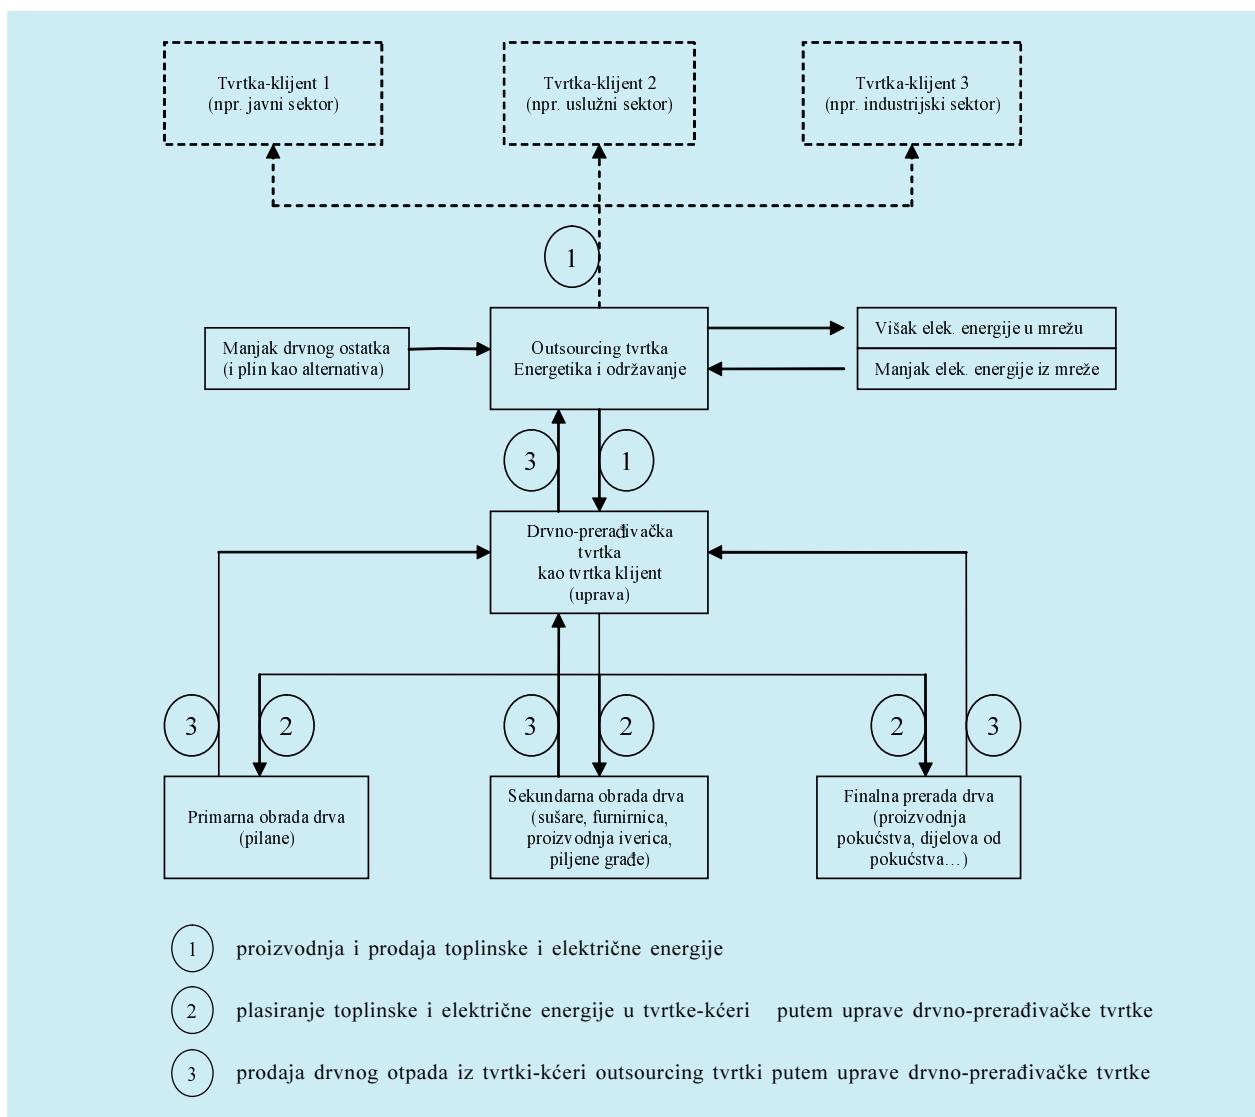 Tvrtka-klijent 1
(npr. javni sektor)
Tvrtka-klijent 2
(npr. uslužni sektor)
Tvrtka-klijent 3
(npr. industrijski sektor)
1
Manjak drvnog ostatka
(i plin kao alternativa)
Outsourcing tvrtka
Energetika i održavanje
Višak elek. energije u mrežu
Manjak elek. energije iz mreže
3
1
Drvno-prerađivačka
tvrtka
kao tvrtka klijent
(uprava)
3
2
3
2
2
3
Primarna obrada drva
(pilane)
Sekundarna obrada drva
(sušare, furnirnica,
proizvodnja iverica,
piljene građe)
Finalna prerada drva
(proizvodnja
pokućstva, dijelova od
pokućstva…)
1 proizvodnja i prodaja toplinske i električne energije
2 plasiranje toplinske i električne energije u tvrtke-kćeri putem uprave drvno-prerađivačke tvrtke
3 prodaja drvnog otpada iz tvrtki-kćeri outsourcing tvrtki putem uprave drvno-prerađivačke tvrtke